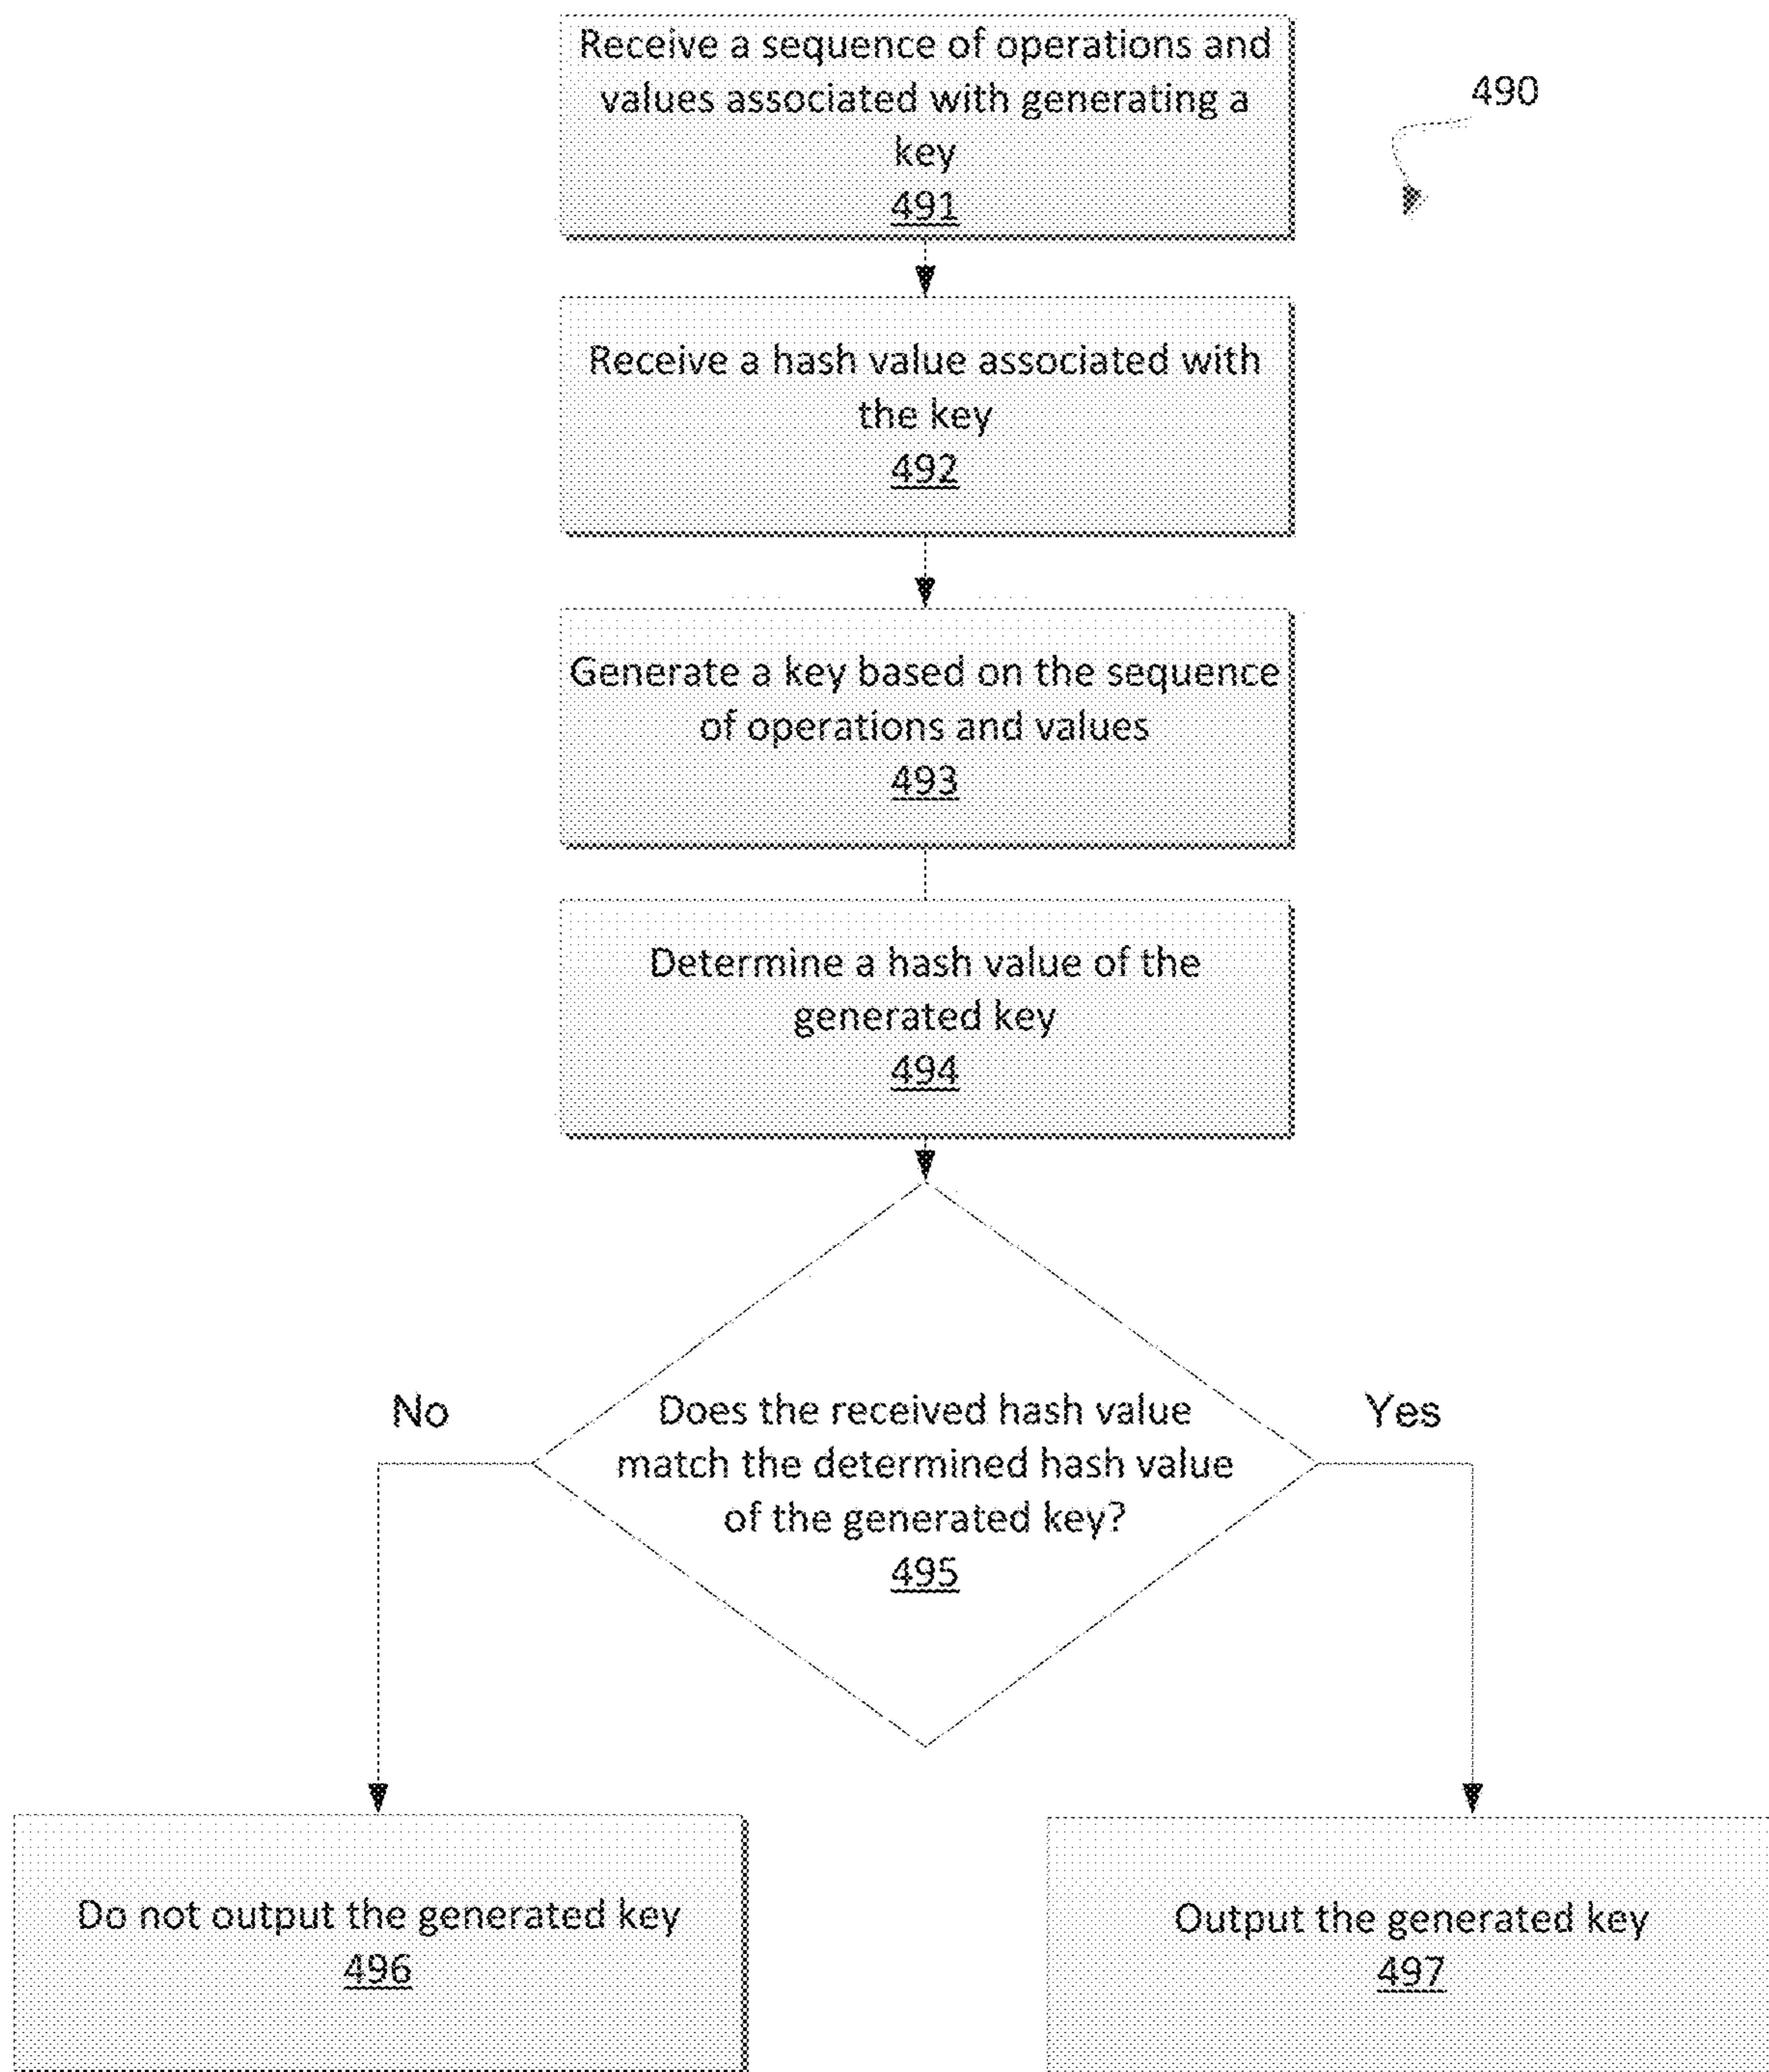 Receive a sequence of operations and
values associated with generating a
key
491
490
Receive a hash value associated with
the key
492
Generate a key based on the sequence
of operations and values
493
Determine a hash value of the
generated key
494
No
Yes
Does the received hash value
match the determined hash value
of the generated key?
495
Do not output the generated key
496
Output the generated key
497